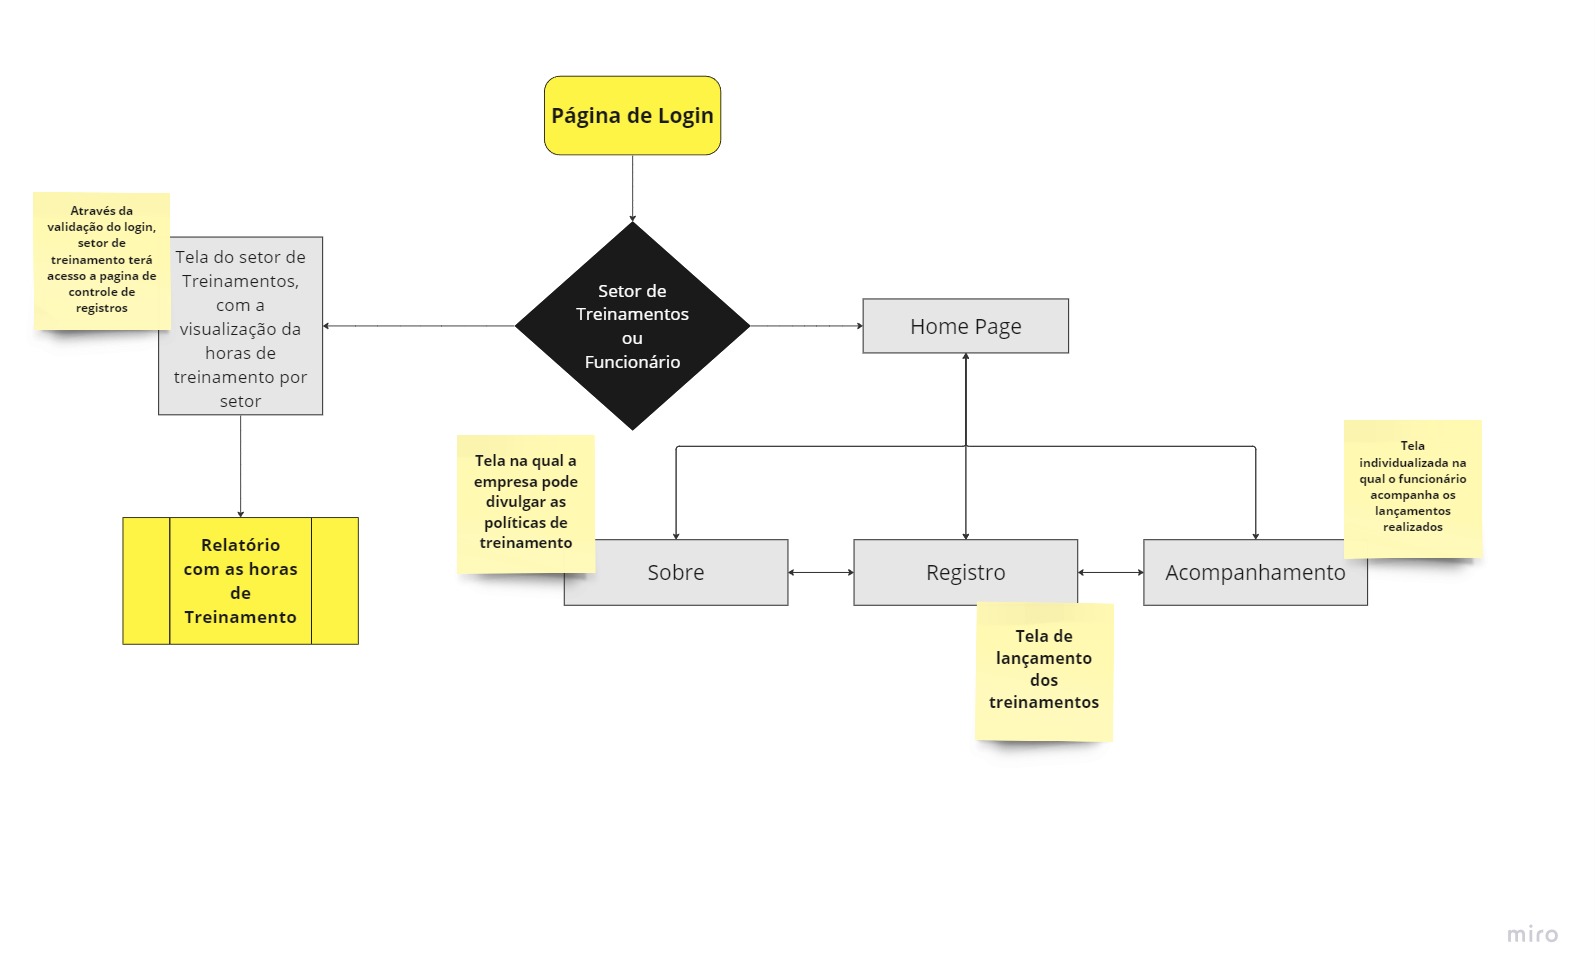 Página de Login
Através da
validação do login,
setor de
treinamento terá
acesso a pagina de
controle de
registros
Tela do setor de
Treinamentos,
com a
visualização da
horas de
treinamento por
setor
Setor de
Treinamentos
ou
Funcionário
Home Page
Tela na qual a
empresa pode
divulgar as
políticas de
treinamento
Tela
individualizada na
qual o funcionário
acompanha os
lançamentos
realizados
Relatório
com as horas
de
Treinamento
Sobre
Registro
Acompanhamento
Tela de
lançamento
dos
treinamentos
miro